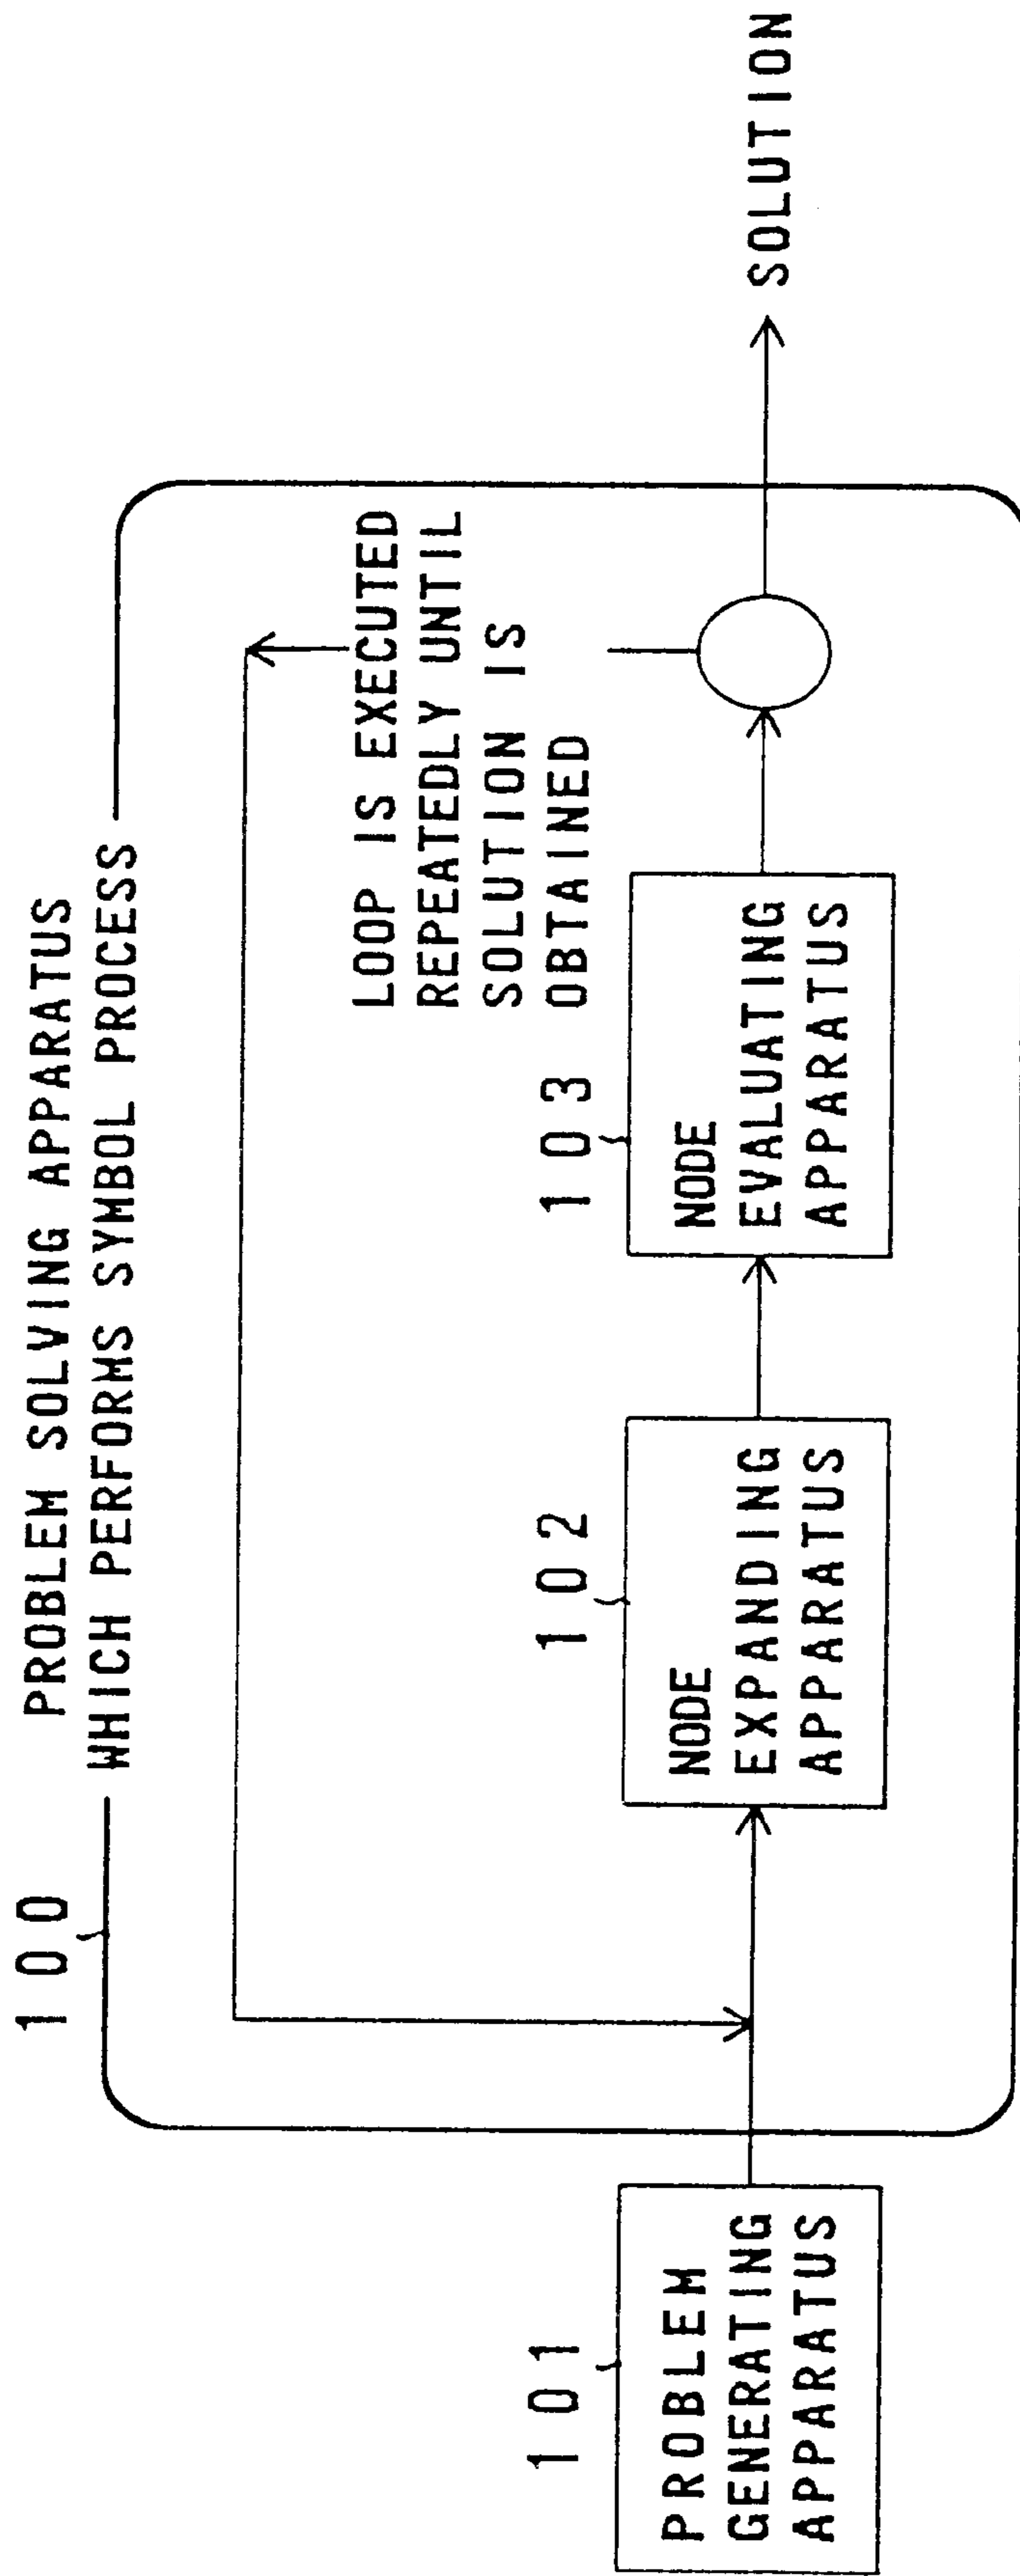 100
PROBLEM SOLVING APPARATUS
WHICH PERFORMS SYMBOL PROCESS
LOOP IS EXECUTED
REPEATEDLY UNTIL
SOLUTION IS
OBTAINED
101
PROBLEM
GENERATING
APPARATUS
102
NODE
EXPANDING
APPARATUS
103
NODE
EVALUATING
APPARATUS
SOLUTION